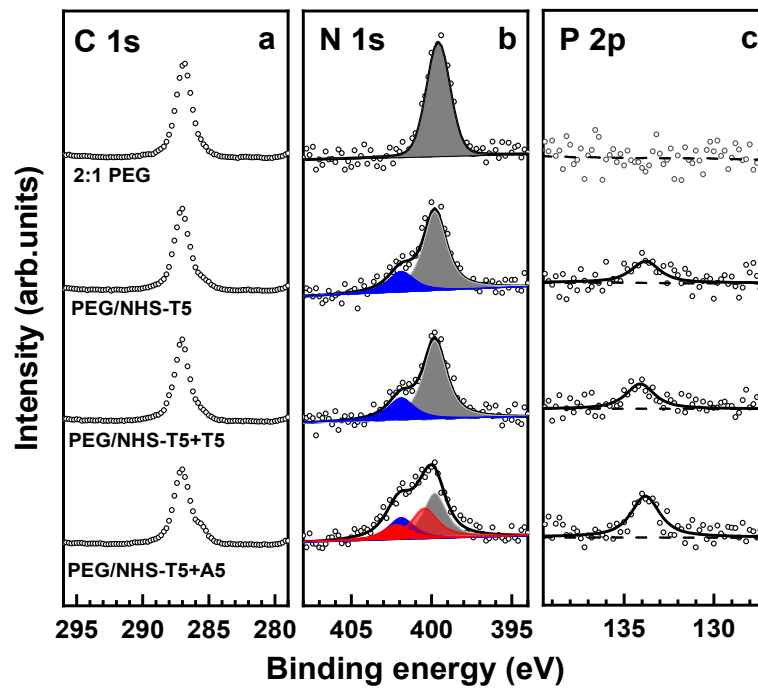 C 1s a
N 1s b
P 2p c
2:1 PEG
PEG/NHS-T5
PEG/NHS-T5+T5
PEG/NHS-T5+A5
Intensity (arb.units)
295 290 285 280
405 400 394
135 130
Binding energy (eV)